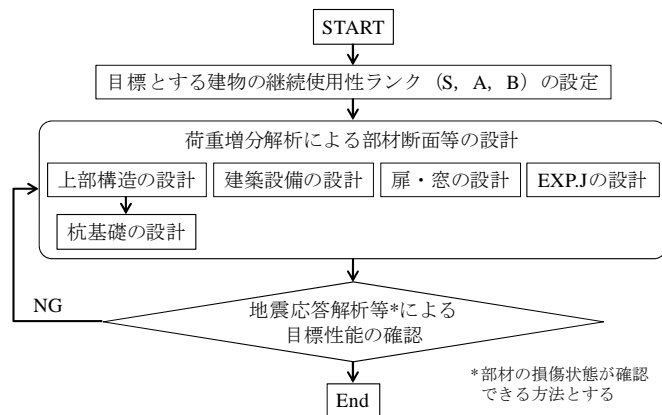 START
目標とする建物の継続使用性ランク（S，A，B）の設定
荷重増分解析による部材断面等の設計
上部構造の設計
建築設備の設計
扉・窓の設計
EXP.Jの設計
杭基礎の設計
NG
地震応答解析等*による
目標性能の確認
*部材の損傷状態が確認
できる方法とする
End